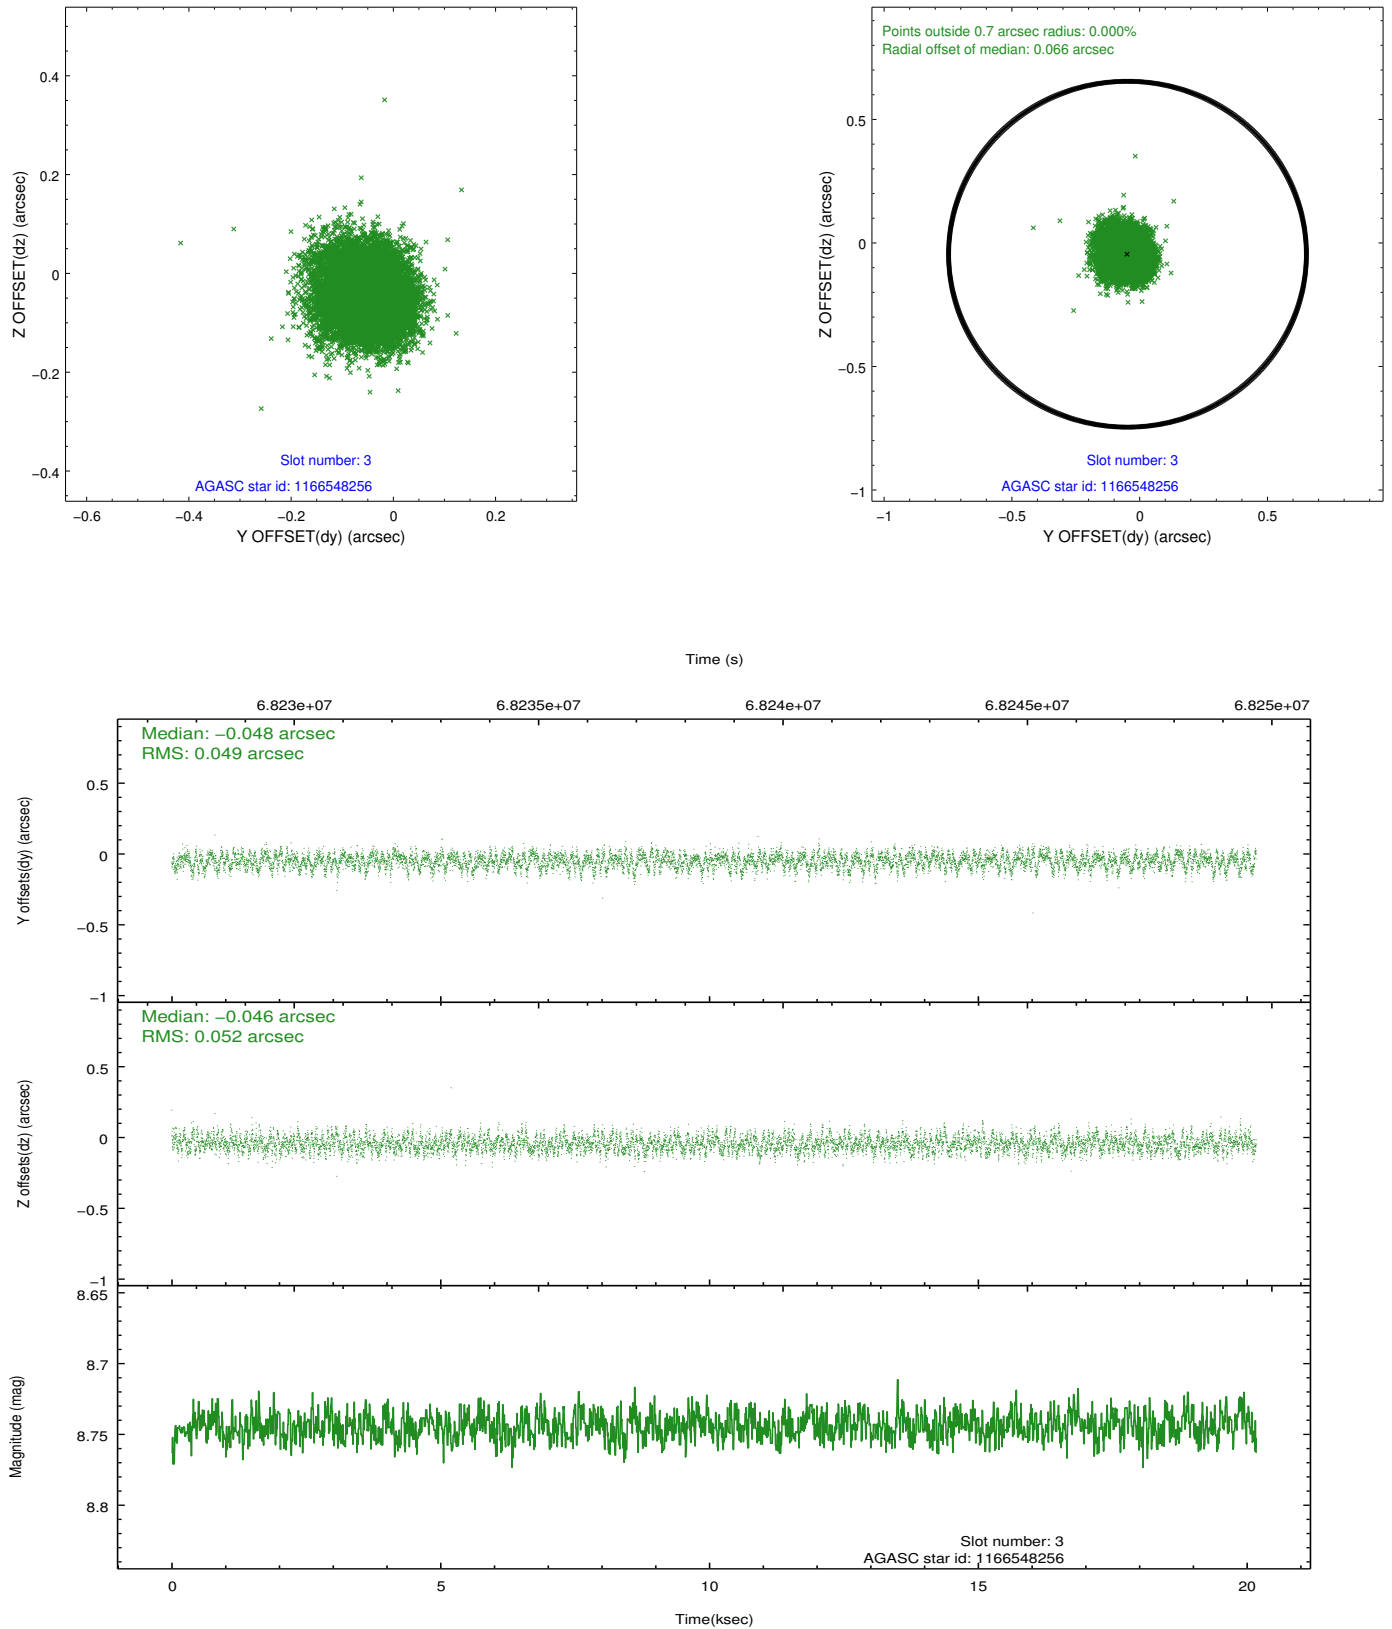 0.4
0.2
0
−0.2
−0.4
Z OFFSET(dz) (arcsec)
Slot number: 3
AGASC star id: 1166548256
−0.6
−0.4
−0.2
0
0.2
Y OFFSET(dy) (arcsec)
Points outside 0.7 arcsec radius: 0.000%
Radial offset of median: 0.066 arcsec
0.5
0
−0.5
−1
Z OFFSET(dz) (arcsec)
Slot number: 3
AGASC star id: 1166548256
−1
−0.5
0
0.5
Y OFFSET(dy) (arcsec)
Time (s)
6.823e+07
6.8235e+07
6.824e+07
6.8245e+07
6.825e+07
Median: −0.048 arcsec
RMS: 0.049 arcsec
0.5
0
−0.5
−1
Y offsets(dy) (arcsec)
Median: −0.046 arcsec
RMS: 0.052 arcsec
0.5
0
−0.5
−1
Z offsets(dz) (arcsec)
8.65
8.7
8.75
8.8
Magnitude (mag)
Slot number: 3
AGASC star id: 1166548256
0
5
10
15
20
Time(ksec)